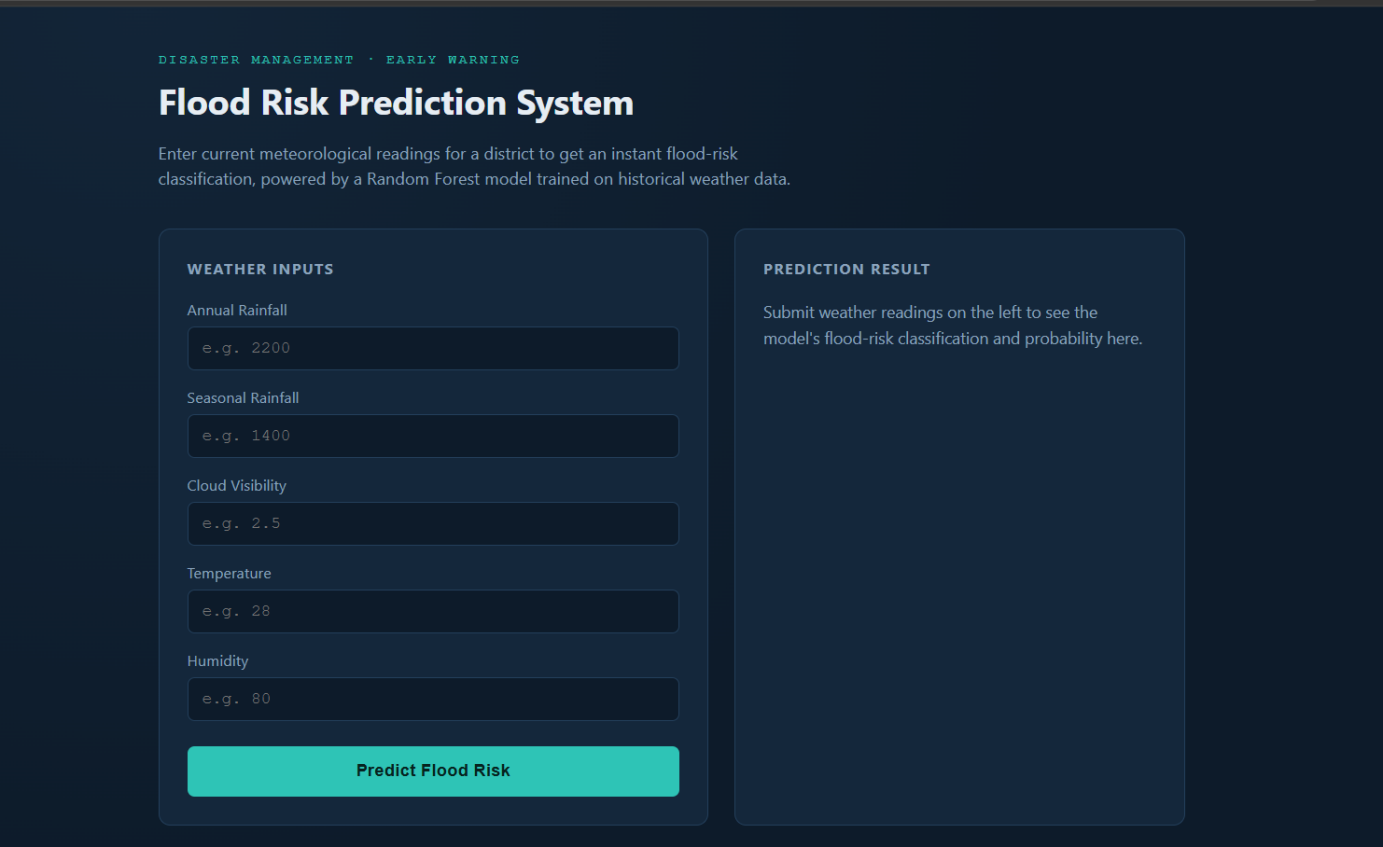 DISASTER MANAGEMENT · EARLY WARNING
Flood Risk Prediction System
Enter current meteorological readings for a district to get an instant flood-risk
classification, powered by a Random Forest model trained on historical weather data.
WEATHER INPUTS
Annual Rainfall
e.g. 2200
Seasonal Rainfall
e.g. 1400
Cloud Visibility
e.g. 2.5
Temperature
e.g. 28
Humidity
e.g. 80
Predict Flood Risk
PREDICTION RESULT
Submit weather readings on the left to see the
model's flood-risk classification and probability here.